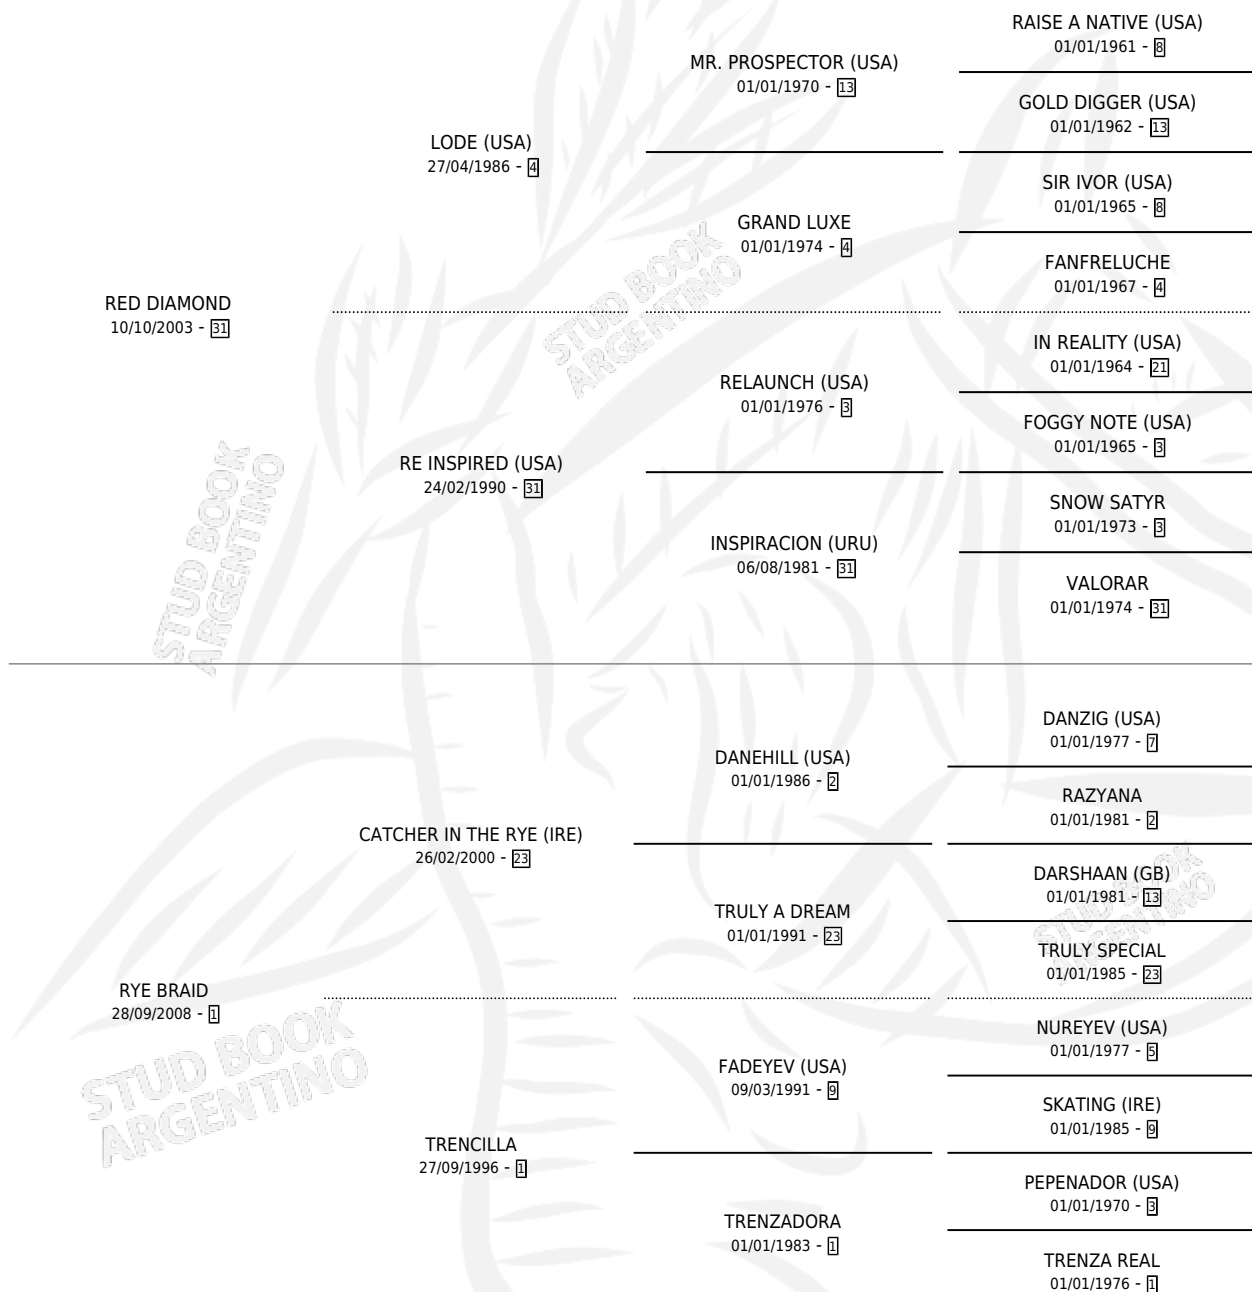 RAISE A NATIVE (USA)
01/01/1961 - 8
MR. PROSPECTOR (USA)
01/01/1970 - 13
GOLD DIGGER (USA)
01/01/1962 - 13
LODE (USA)
27/04/1986 - 4
SIR IVOR (USA)
01/01/1965 - 8
GRAND LUXE
01/01/1974 - 4
FANFRELUCHE
01/01/1967 - 4
RED DIAMOND
10/10/2003 - 31
IN REALITY (USA)
01/01/1964 - 21
RELAUNCH (USA)
01/01/1976 - 3
FOGGY NOTE (USA)
01/01/1965 - 3
RE INSPIRED (USA)
24/02/1990 - 31
SNOW SATYR
01/01/1973 - 3
INSPIRACION (URU)
06/08/1981 - 31
VALORAR
01/01/1974 - 31
DANZIG (USA)
01/01/1977 - 7
DANEHILL (USA)
01/01/1986 - 2
RAZYANA
01/01/1981 - 2
CATCHER IN THE RYE (IRE)
26/02/2000 - 23
DARSHAAN (GB)
01/01/1981 - 13
TRULY A DREAM
01/01/1991 - 23
TRULY SPECIAL
01/01/1985 - 23
RYE BRAID
28/09/2008 - 1
NUREYEV (USA)
01/01/1977 - 5
FADEYEV (USA)
09/03/1991 - 9
SKATING (IRE)
01/01/1985 - 9
TRENCILLA
27/09/1996 - 1
PEPENADOR (USA)
01/01/1970 - 3
TRENZADORA
01/01/1983 - 1
TRENZA REAL
01/01/1976 - 1
STUD BOOK
ARGENTINO
STUD BOOK
ARGENTINO
STUD BOOK
ARGENTINO
STUD BOOK
ARGENTINO